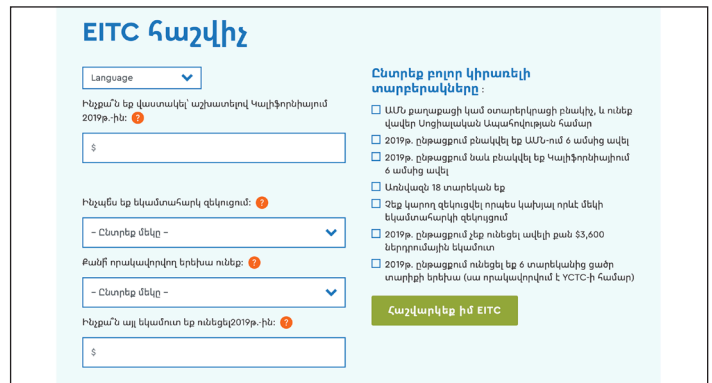 EITC հաշվիչ
Language
Ինչքա՞ն եք վաստակել՝ աշխատելով Կալիֆորնիայում
2019թ.-ին: ?
$
Ինչպե՞ս եք եկամտահարկ զեկուցում: ?
– Ընտրեք մեկը –
Քանի՞ որակավորվող երեխա ունեք: ?
– Ընտրեք մեկը –
Ինչքա՞ն այլ եկամուտ եք ունեցել2019թ.-ին: ?
$
Ընտրեք բոլոր կիրառելի
տարբերակները :
ԱՄՆ քաղաքացի կամ օտարերկրացի բնակիչ, և ունեք
վավեր Սոցիալական Ապահովության համար
2019թ. ընթացքում բնակվել եք ԱՄՆ-ում 6 ամսից ավել
2019թ. ընթացքում նաև բնակվել եք Կալիֆորնիայիում
6 ամսից ավել
Առնվազն 18 տարեկան եք
Չեք կարող զեկուցվել որպես կախյալ որևէ մեկի
եկամտահարկի զեկույցում
2019թ. ընթացքում չեք ունեցել ավելի քան $3,600
ներդրումային եկամուտ
2019թ. ընթացքում ունեցել եք 6 տարեկանից ցածր
տարիքի երեխա (սա որակավորվում է YCTC-ի համար)
Հաշվարկեք իմ EITC